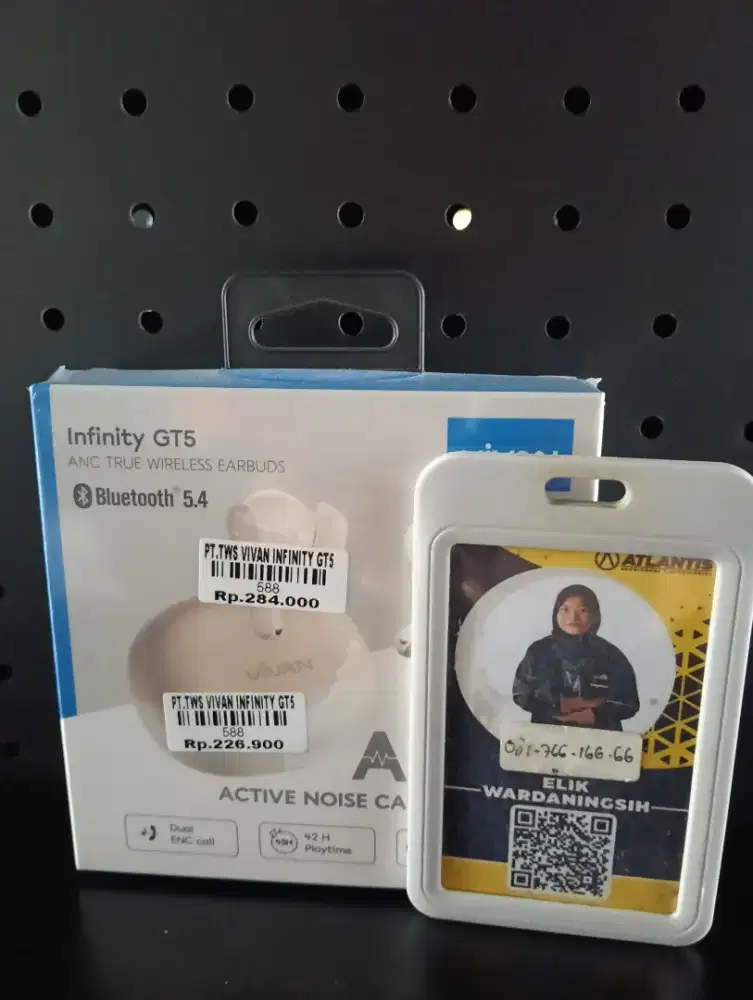 Infinity GT5
ANC TRUE WIRELESS EARBUDS
Bluetooth 5.4
PT.TWS VIVAN INFINITY GT5
588
Rp.284.000
VIVAN
PT.TWS VIVAN INFINITY GT5
588
Rp.226.900
A
ACTIVE NOISE CA
Dual
ENC call
42H
42 H
Playtime
ATLANTIS
081-766-166-66
ELIK
WARDANINGSIH